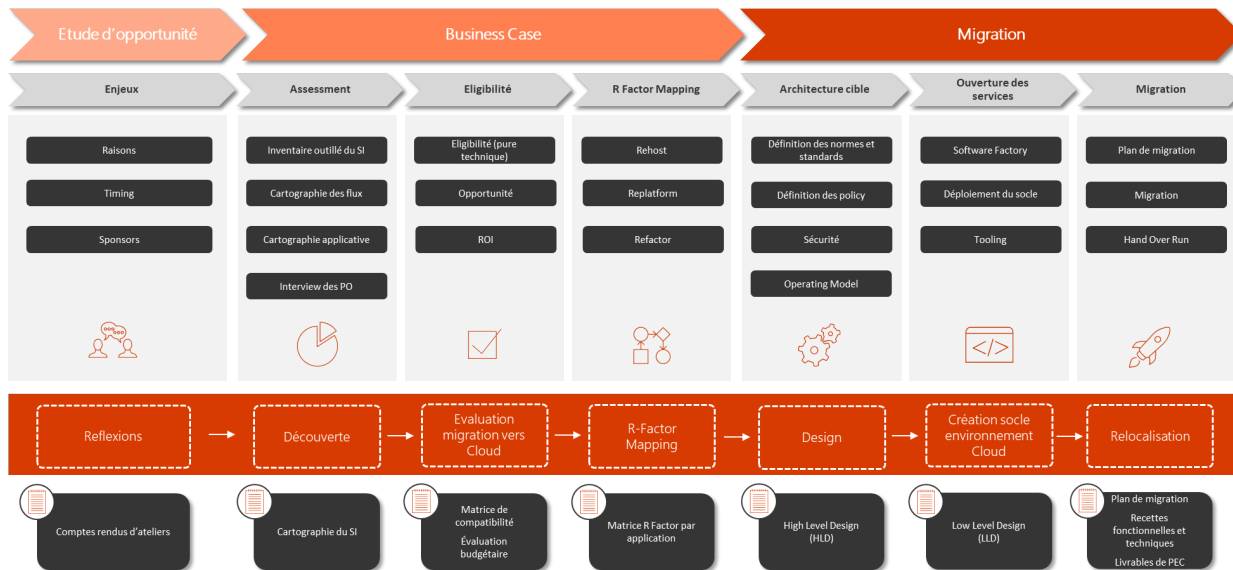 Etude d'opportunité
Business Case
Migration
Enjeux
Assessment
Eligibilité
R Factor Mapping
Architecture cible
Ouverture des
services
Migration
Raisons
Timing
Sponsors
Inventaire outillé du SI
Cartographie des flux
Cartographie applicative
Interview des PO
Eligibilité (pure
technique)
Opportunité
ROI
Rehost
Replatform
Refactor
Définition des normes et
standards
Définition des policy
Sécurité
Operating Model
Software Factory
Déploiement du socle
Tooling
</>
Plan de migration
Migration
Hand Over Run
Reflexions
Découverte
Evaluation
migration vers
Cloud
R-Factor
Mapping
Design
Création socle
environnement
Cloud
Relocalisation
Comptes rendus d'ateliers
Cartographie du SI
Matrice de
compatibilité
Évaluation
budgétaire
Matrice R Factor par
application
High Level Design
(HLD)
Low Level Design
(LLD)
Plan de migration
Recettes
fonctionnelles et
techniques
Livrables de PEC